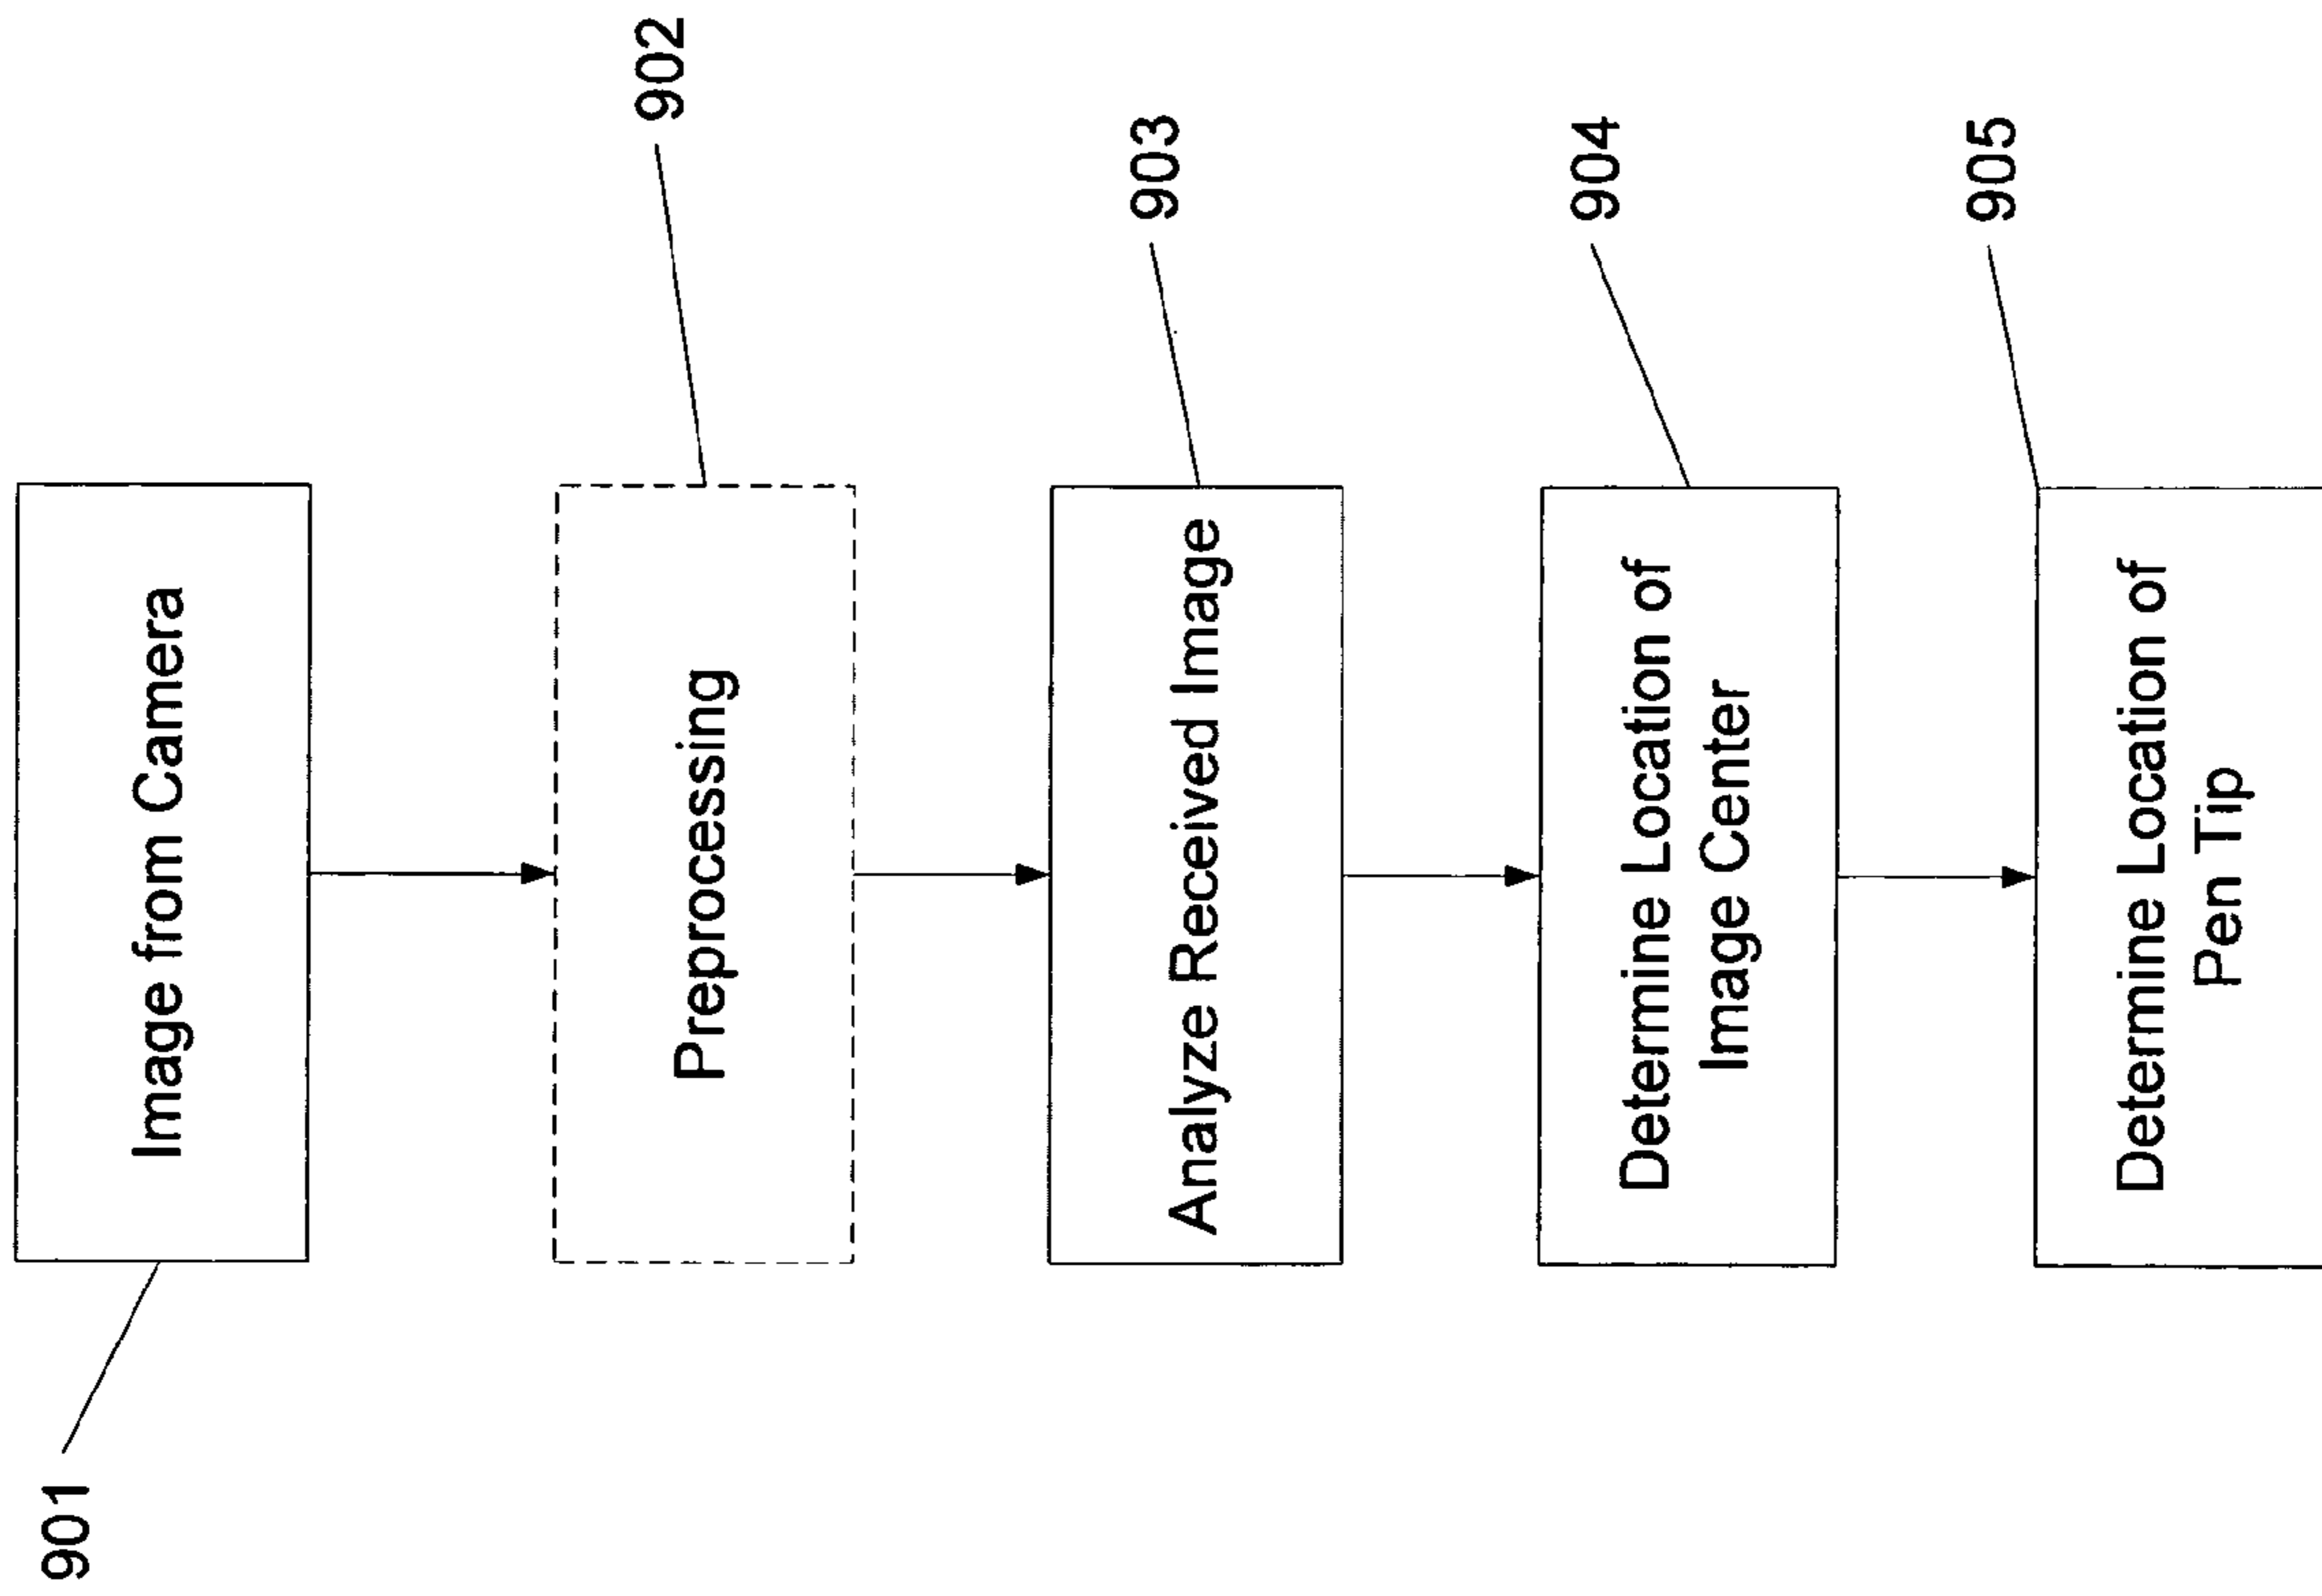 901
Image from Camera
902
Preprocessing
903
Analyze Received Image
904
Determine Location of
Image Center
905
Determine Location of
Pen Tip